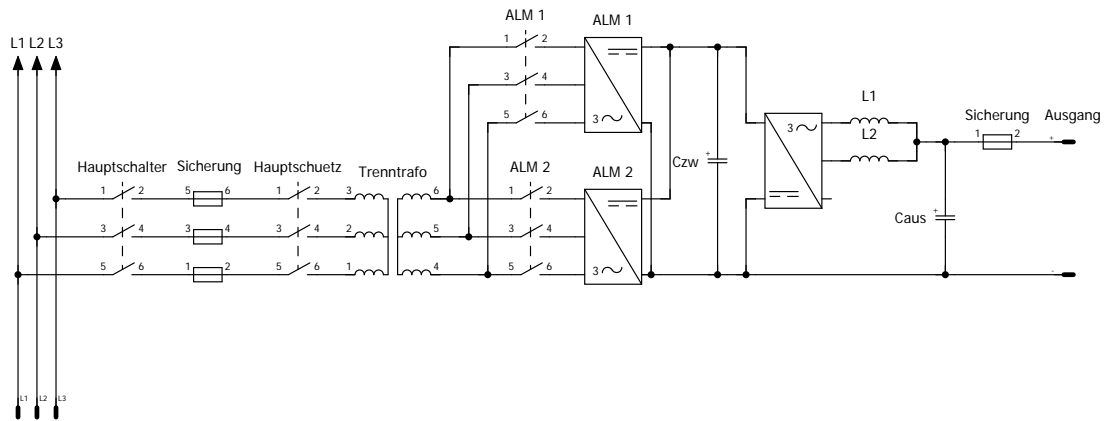 ALM 1
ALM 1
L1 L2 L3
1 2
3 4
5 6
3
L1
3
L2
Sicherung
1 2
Ausgang
+
Czw
+
Hauptschalter
Sicherung
Hauptschuetz
Trenntrafo
ALM 2
ALM 2
1 2
5 6
1 2
3
6
1 2
3 4
3 4
3 4
2
5
3 4
5 6
1 2
5 6
1
4
5 6
3
Caus
+
-
L1 L2 L3